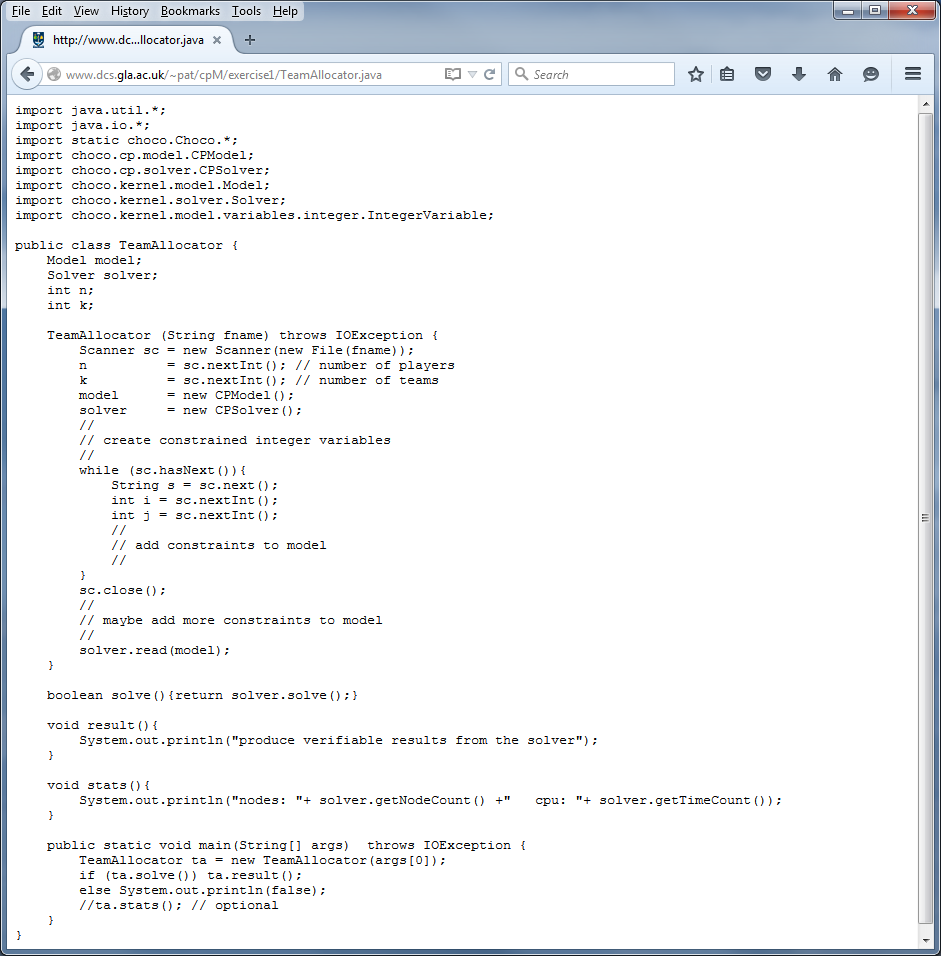 File Edit View History Bookmarks Tools Help
http://www.dc...llocator.java
www.dcs.gla.ac.uk/~pat/cpM/exercise1/TeamAllocator.java
Search
import java.util.*;
import java.io.*;
import static choco.Choco.*;
import choco.cp.model.CPModel;
import choco.cp.solver.CPSolver;
import choco.kernel.model.Model;
import choco.kernel.solver.Solver;
import choco.kernel.model.variables.integer.IntegerVariable;

public class TeamAllocator {
    Model model;
    Solver solver;
    int n;
    int k;

    TeamAllocator (String fname) throws IOException {
        Scanner sc = new Scanner(new File(fname));
        n          = sc.nextInt(); // number of players
        k          = sc.nextInt(); // number of teams
        model      = new CPModel();
        solver     = new CPSolver();
        //
        // create constrained integer variables
        //
        while (sc.hasNext()){
            String s = sc.next();
            int i = sc.nextInt();
            int j = sc.nextInt();
            //
            // add constraints to model
            //
        }
        sc.close();
        //
        // maybe add more constraints to model
        //
        solver.read(model);
    }

    boolean solve(){return solver.solve();}

    void result(){
        System.out.println("produce verifiable results from the solver");
    }

    void stats(){
        System.out.println("nodes: "+ solver.getNodeCount() +"   cpu: "+ solver.getTimeCount());
    }

    public static void main(String[] args)  throws IOException {
        TeamAllocator ta = new TeamAllocator(args[0]);
        if (ta.solve()) ta.result();
        else System.out.println(false);
        //ta.stats(); // optional
    }
}